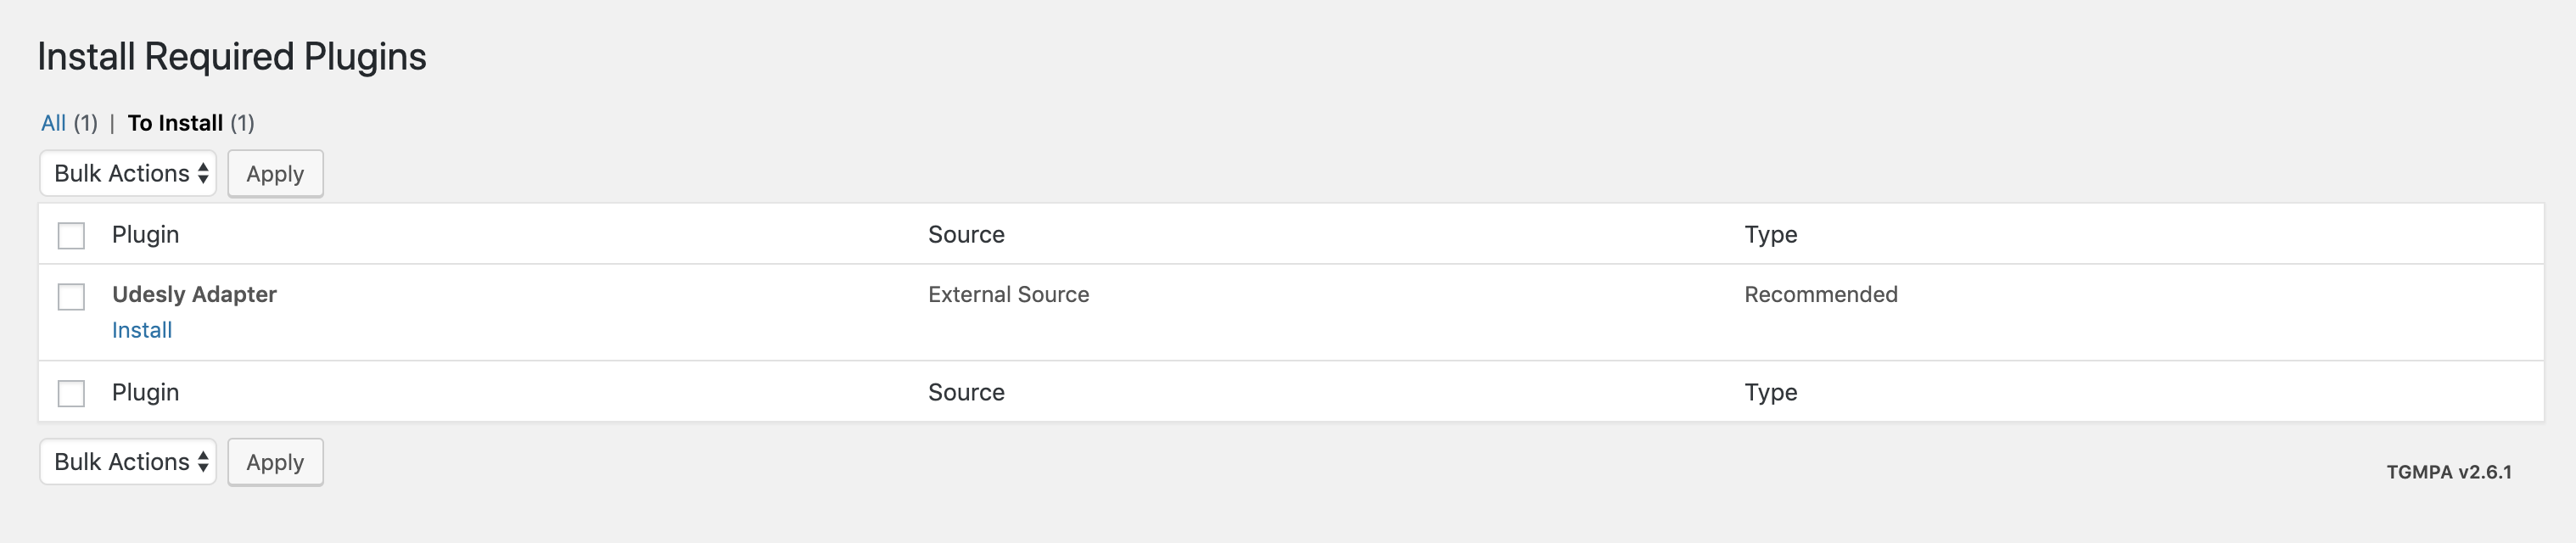 Install Required Plugins
All (1) | To Install (1)
Bulk Actions Apply
Plugin Source Type
Udesly Adapter External Source Recommended
Install
Plugin Source Type
Bulk Actions Apply
TGMPA v2.6.1